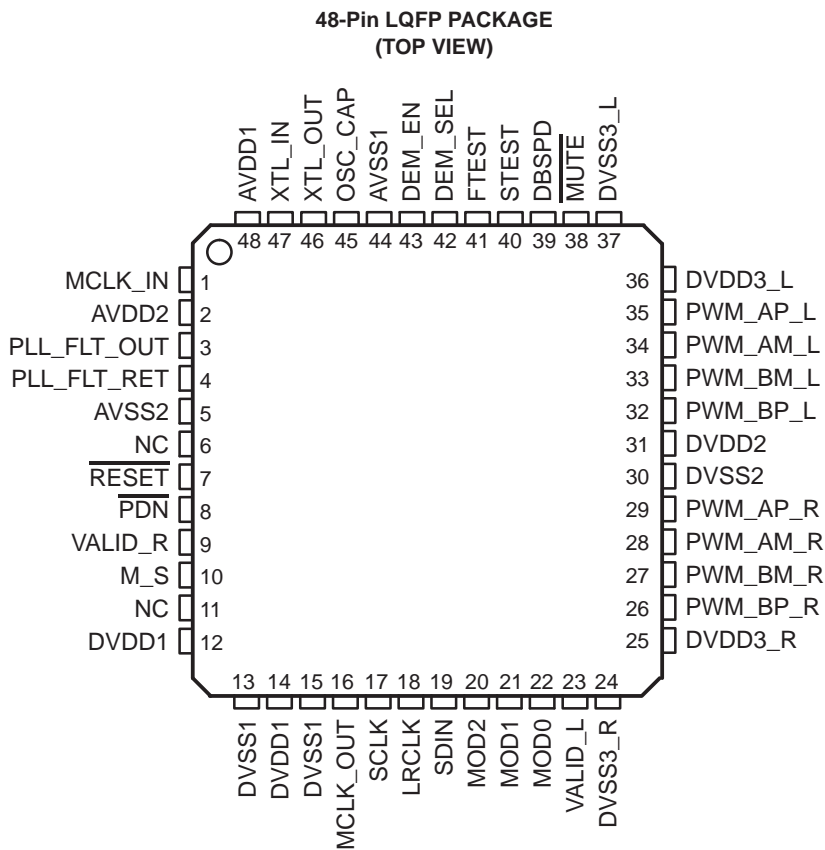 48-Pin LQFP PACKAGE
(TOP VIEW)
AVDD1
XTL_IN
XTL_OUT
OSC_CAP
AVSS1
DEM_EN
DEM_SEL
FTEST
STEST
DBSPD
MUTE
DVSS3_L
48 47 46 45 44 43 42 41 40 39 38 37
MCLK_IN 1
AVDD2 2
PLL_FLT_OUT 3
PLL_FLT_RET 4
AVSS2 5
NC 6
RESET 7
PDN 8
VALID_R 9
M_S 10
NC 11
DVDD1 12
36 DVDD3_L
35 PWM_AP_L
34 PWM_AM_L
33 PWM_BM_L
32 PWM_BP_L
31 DVDD2
30 DVSS2
29 PWM_AP_R
28 PWM_AM_R
27 PWM_BM_R
26 PWM_BP_R
25 DVDD3_R
13 14 15 16 17 18 19 20 21 22 23 24
DVSS1
DVDD1
DVSS1
MCLK_OUT
SCLK
LRCLK
SDIN
MOD2
MOD1
MOD0
VALID_L
DVSS3_R